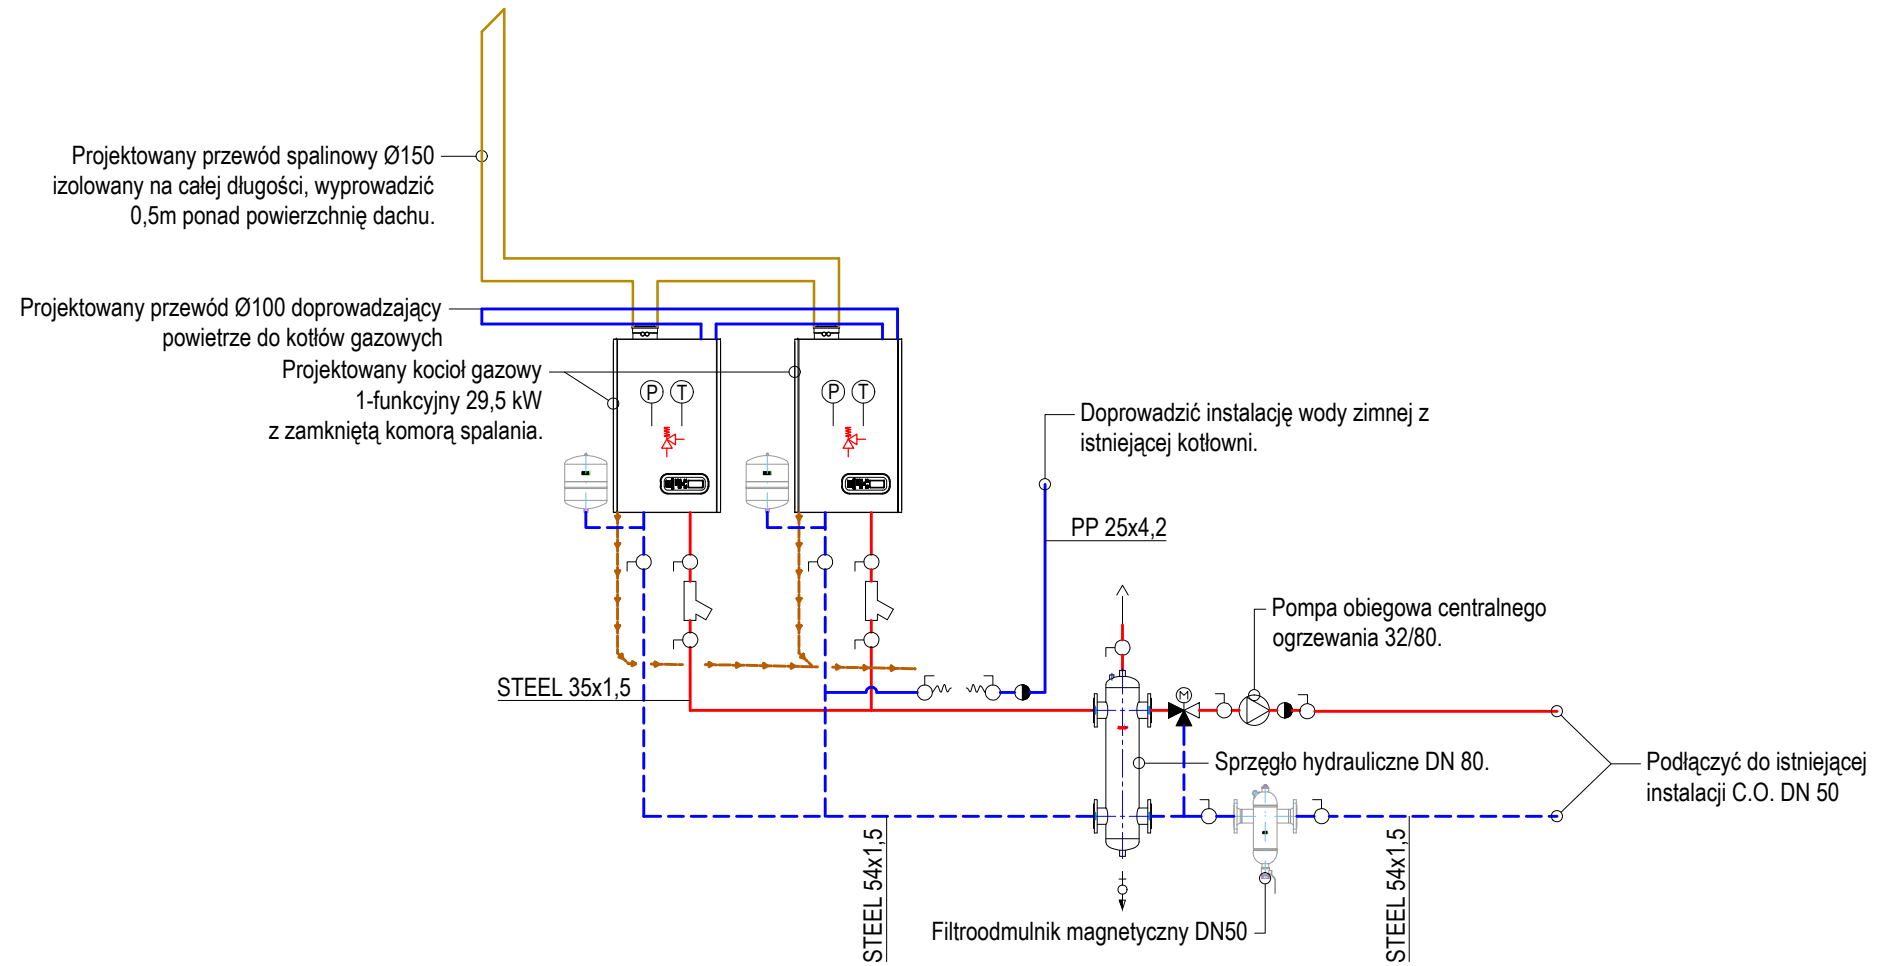 Projektowany przewód spalinowy Ø150
izolowany na całej długości, wyprowadzić
0,5m ponad powierzchnię dachu.
Projektowany przewód Ø100 doprowadzający
powietrze do kotłów gazowych
Projektowany kocioł gazowy
1-funkcyjny 29,5 kW
z zamkniętą komorą spalania.
P T
P T
Doprowadzić instalację wody zimnej z
istniejącej kotłowni.
PP 25x4,2
Pompa obiegowa centralnego
ogrzewania 32/80.
STEEL 35x1,5
M
Sprzęgło hydrauliczne DN 80.
Podłączyć do istniejącej
instalacji C.O. DN 50
STEEL 54x1,5
STEEL 54x1,5
Filtroodmulnik magnetyczny DN50